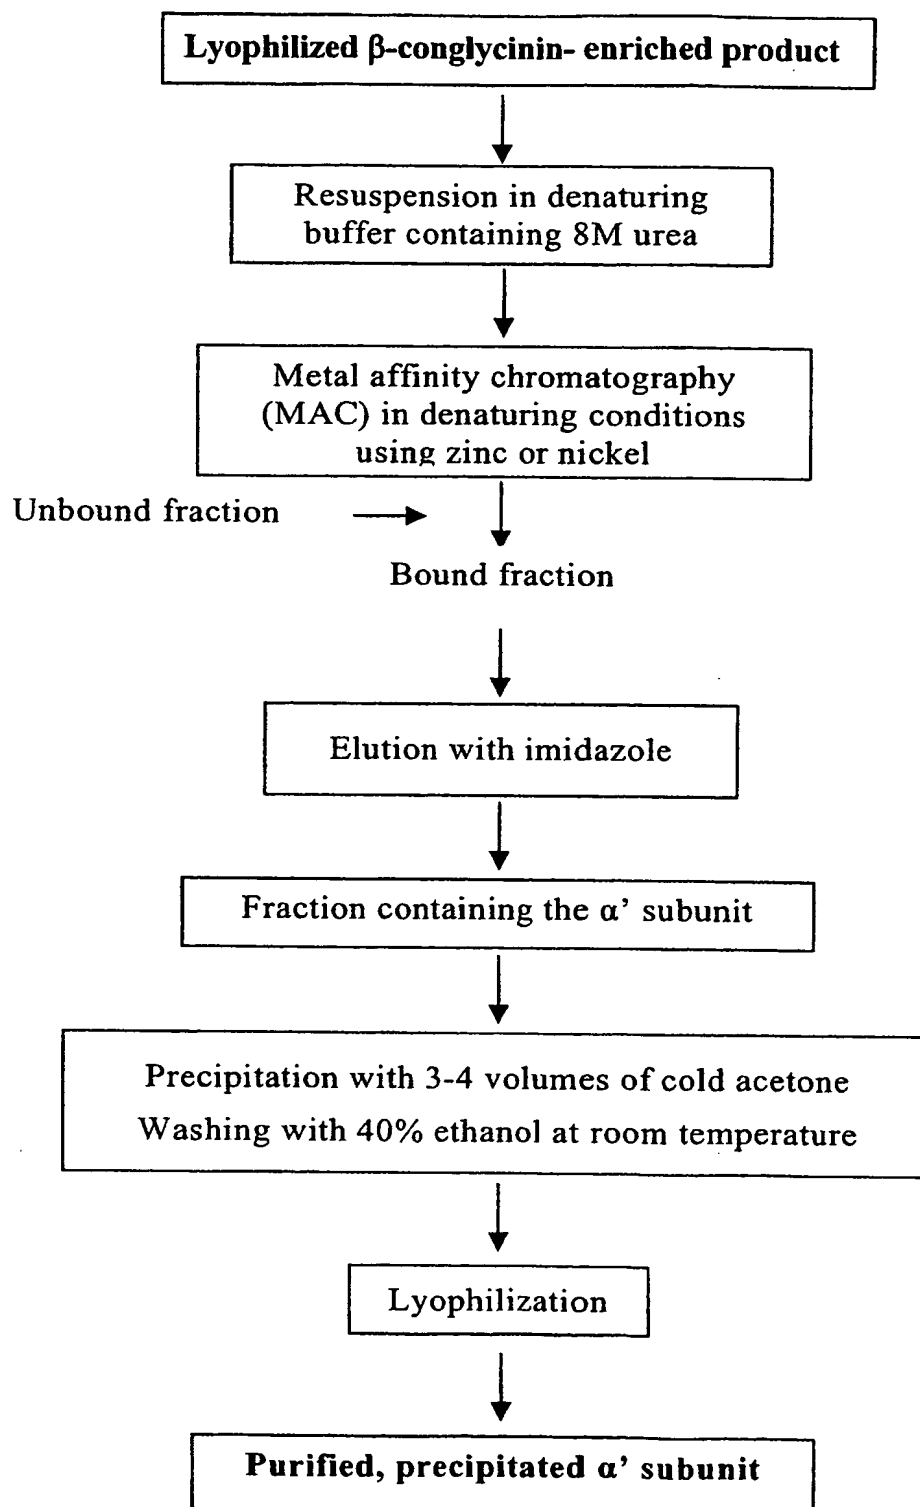 Lyophilized β-conglycinin- enriched product
Resuspension in denaturing
buffer containing 8M urea
Metal affinity chromatography
(MAC) in denaturing conditions
using zinc or nickel
Unbound fraction
Bound fraction
Elution with imidazole
Fraction containing the α’ subunit
Precipitation with 3-4 volumes of cold acetone
Washing with 40% ethanol at room temperature
Lyophilization
Purified, precipitated α’ subunit